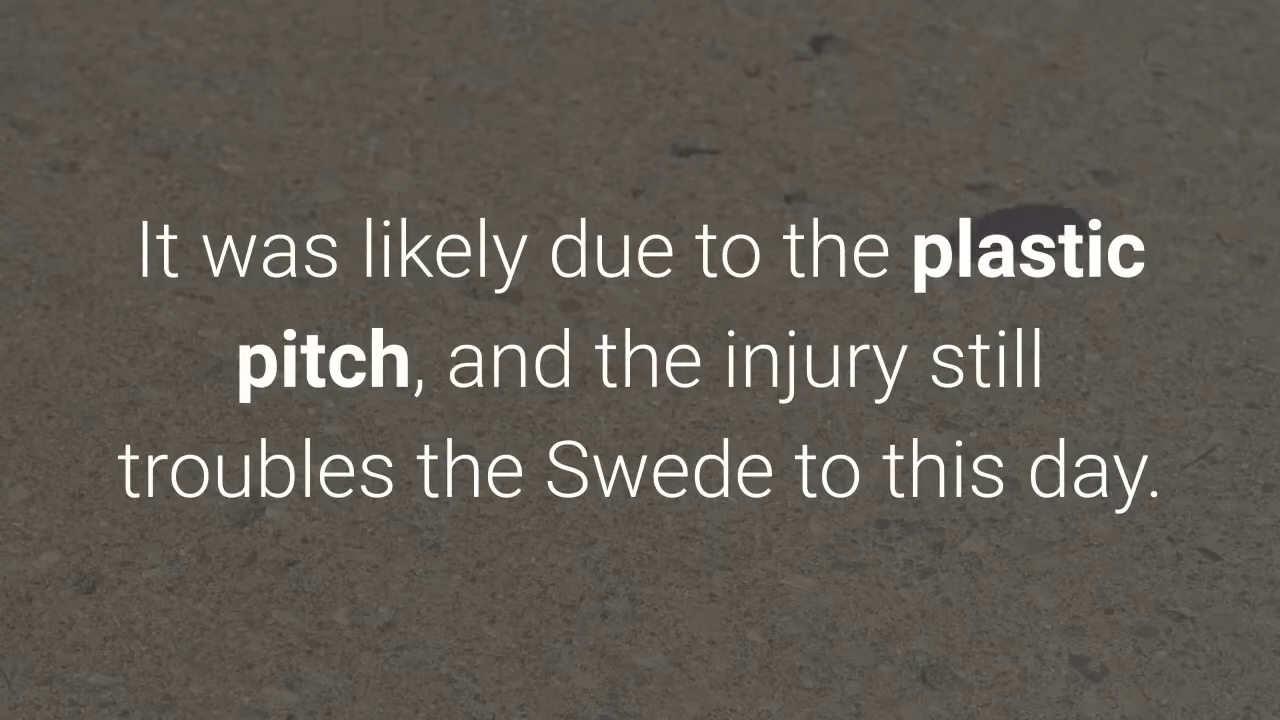 It was likely due to the plastic
pitch, and the injury still
troubles the Swede to this day.